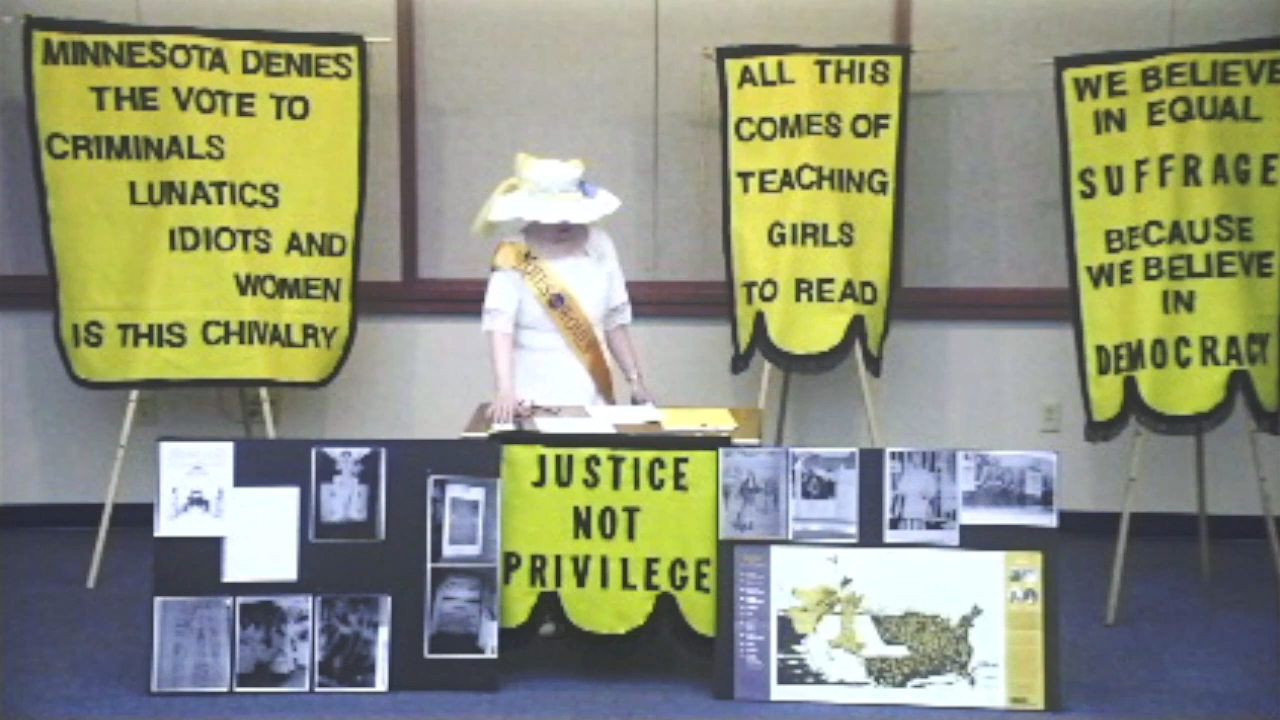 MINNESOTA DENIES
THE VOTE TO
CRIMINALS
LUNATICS
IDIOTS AND
WOMEN
IS THIS CHIVALRY
ALL THIS
COMES OF
TEACHING
GIRLS
TO READ
WE BELIEVE
IN EQUAL
SUFFRAGE
BECAUSE
WE BELIEVE
IN
DEMOCRACY
VOTES
JUSTICE
NOT
PRIVILEGE